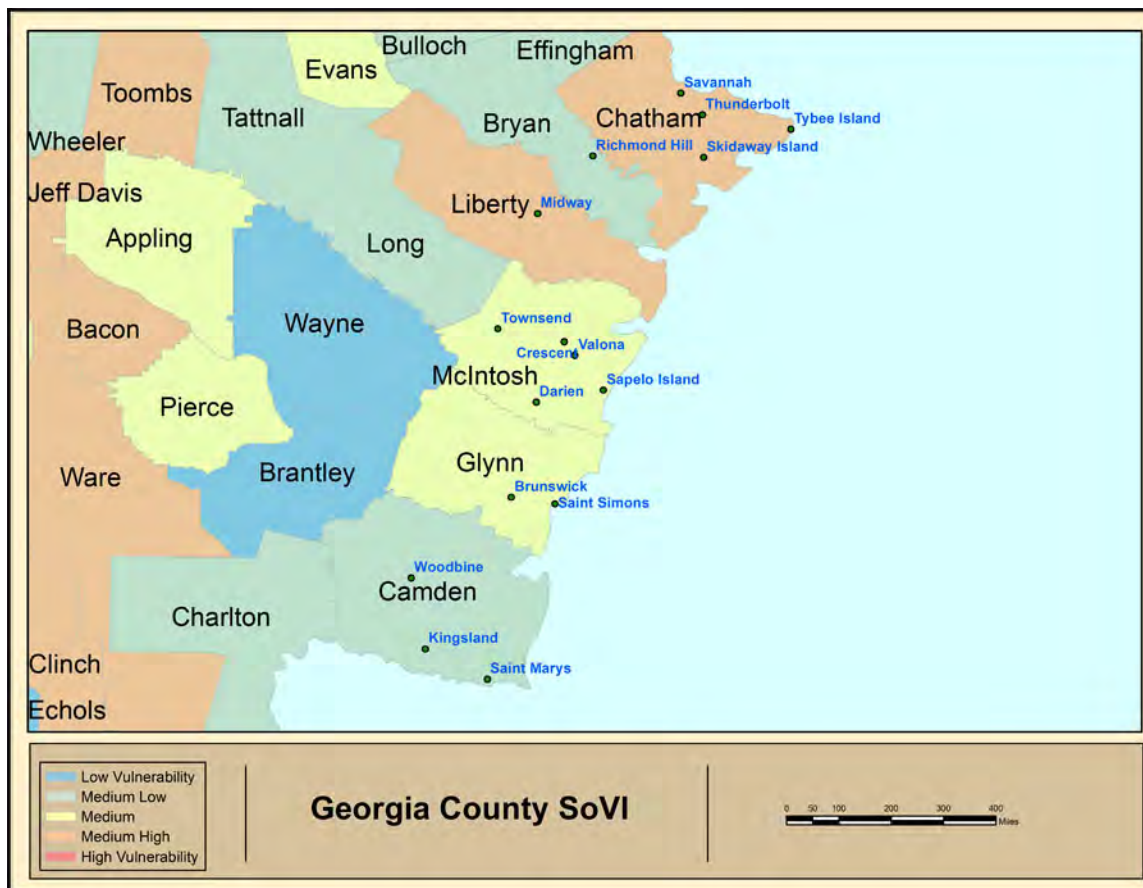 Bulloch
Effingham
Evans
Toombs
Savannah
Tattnall
Thunderbolt
Chatham
Bryan
Tybee Island
Wheeler
Richmond Hill
Skidaway Island
Jeff Davis
Liberty
Midway
Appling
Long
Townsend
Wayne
Bacon
Valona
Crescent
McIntosh
Sapelo Island
Darien
Pierce
Glynn
Ware
Brantley
Brunswick
Saint Simons
Woodbine
Camden
Charlton
Kingsland
Clinch
Saint Marys
Echols
Low Vulnerability
Medium Low
Medium
Medium High
High Vulnerability
Georgia County SoVI
0 50 100 200 300 400
Miles